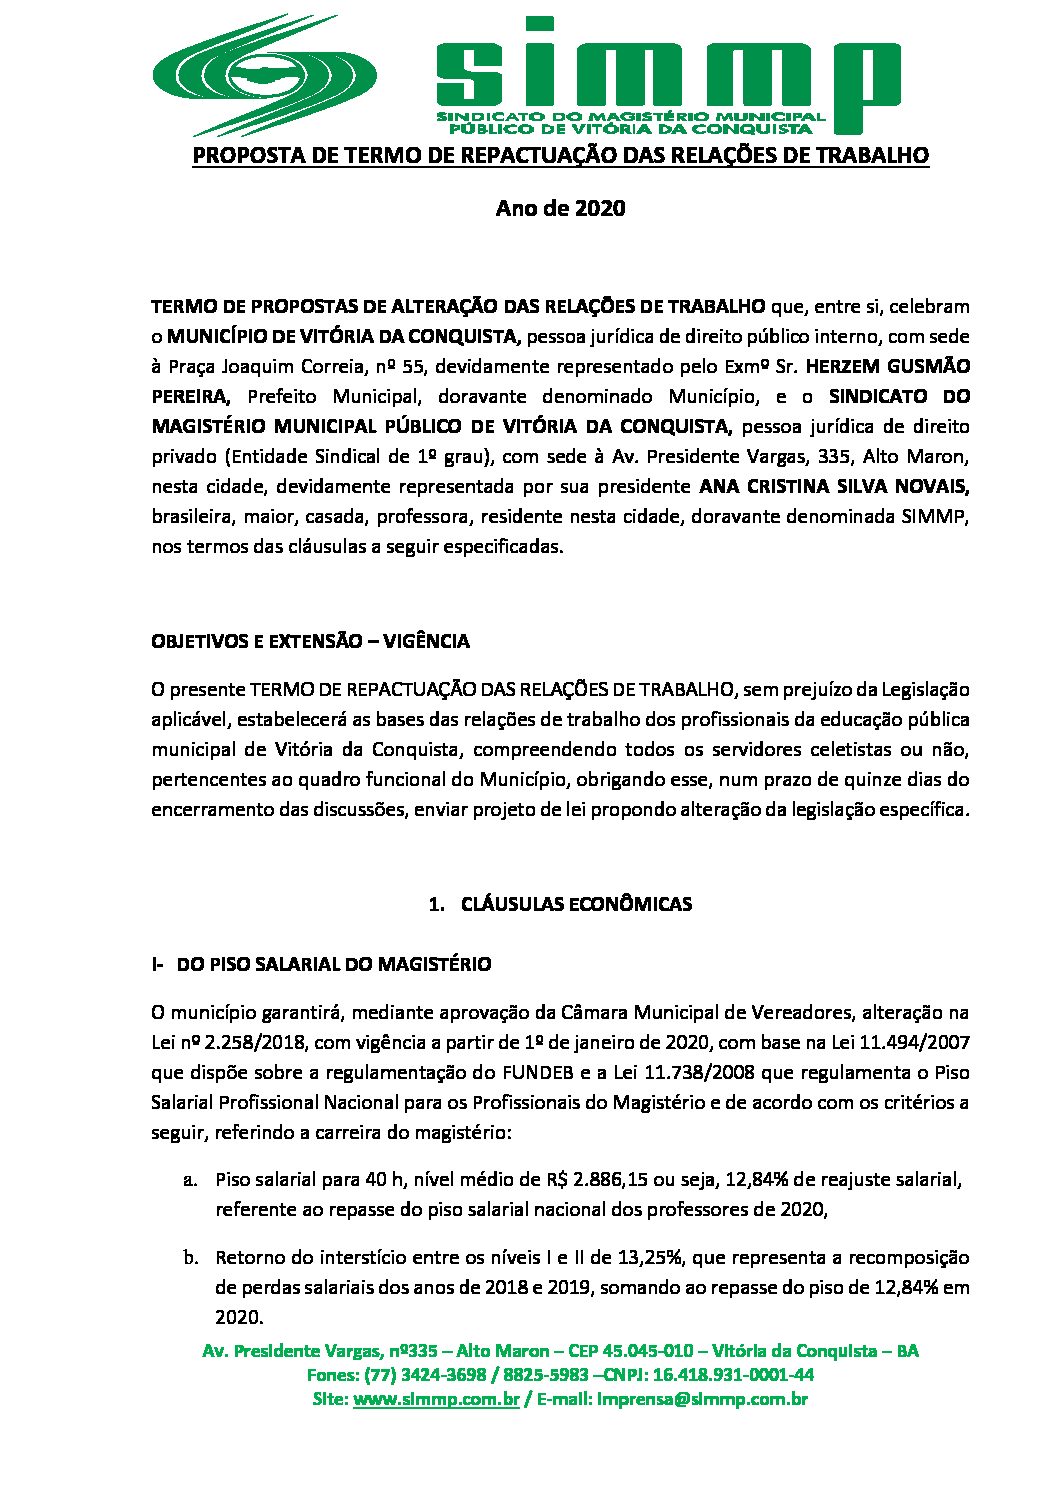 simmp
SINDICATO DO MAGISTÉRIO MUNICIPAL
PÚBLICO DE VITÓRIA DA CONQUISTA
PROPOSTA DE TERMO DE REPACTUAÇÃO DAS RELAÇÕES DE TRABALHO
Ano de 2020
TERMO DE PROPOSTAS DE ALTERAÇÃO DAS RELAÇÕES DE TRABALHO que, entre si, celebram
o MUNICÍPIO DE VITÓRIA DA CONQUISTA, pessoa jurídica de direito público interno, com sede
à Praça Joaquim Correia, nº 55, devidamente representado pelo Exmº Sr. HERZEM GUSMÃO
PEREIRA, Prefeito Municipal, doravante denominado Município, e o SINDICATO DO
MAGISTÉRIO MUNICIPAL PÚBLICO DE VITÓRIA DA CONQUISTA, pessoa jurídica de direito
privado (Entidade Sindical de 1º grau), com sede à Av. Presidente Vargas, 335, Alto Maron,
nesta cidade, devidamente representada por sua presidente ANA CRISTINA SILVA NOVAIS,
brasileira, maior, casada, professora, residente nesta cidade, doravante denominada SIMMP,
nos termos das cláusulas a seguir especificadas.
OBJETIVOS E EXTENSÃO – VIGÊNCIA
O presente TERMO DE REPACTUAÇÃO DAS RELAÇÕES DE TRABALHO, sem prejuízo da Legislação
aplicável, estabelecerá as bases das relações de trabalho dos profissionais da educação pública
municipal de Vitória da Conquista, compreendendo todos os servidores celetistas ou não,
pertencentes ao quadro funcional do Município, obrigando esse, num prazo de quinze dias do
encerramento das discussões, enviar projeto de lei propondo alteração da legislação específica.
1. CLÁUSULAS ECONÔMICAS
I- DO PISO SALARIAL DO MAGISTÉRIO
O município garantirá, mediante aprovação da Câmara Municipal de Vereadores, alteração na
Lei nº 2.258/2018, com vigência a partir de 1º de janeiro de 2020, com base na Lei 11.494/2007
que dispõe sobre a regulamentação do FUNDEB e a Lei 11.738/2008 que regulamenta o Piso
Salarial Profissional Nacional para os Profissionais do Magistério e de acordo com os critérios a
seguir, referindo a carreira do magistério:
a. Piso salarial para 40 h, nível médio de R$ 2.886,15 ou seja, 12,84% de reajuste salarial,
referente ao repasse do piso salarial nacional dos professores de 2020,
b. Retorno do interstício entre os níveis I e II de 13,25%, que representa a recomposição
de perdas salariais dos anos de 2018 e 2019, somando ao repasse do piso de 12,84% em
2020.
Av. Presidente Vargas, nº335 – Alto Maron – CEP 45.045-010 – Vitória da Conquista – BA
Fones: (77) 3424-3698 / 8825-5983 –CNPJ: 16.418.931-0001-44
Site: www.simmp.com.br / E-mail: imprensa@simmp.com.br